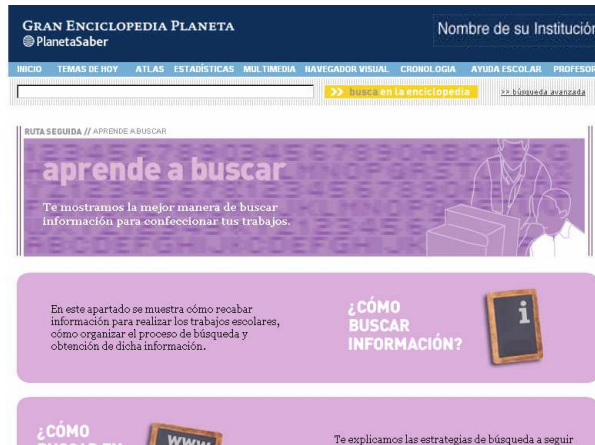 GRAN ENCICLOPEDIA PLANETA
PlanetaSaber
Nombre de su Institución
INICIO TEMAS DE HOY ATLAS ESTADÍSTICAS MULTIMEDIA NAVEGADOR VISUAL CRONOLOGIA AYUDA ESCOLAR PROFESOR
>> busca en la enciclopedia >> búsqueda avanzada
RUTA SEGUIDA // APRENDE A BUSCAR
aprende a buscar
Te mostramos la mejor manera de buscar
información para confeccionar tus trabajos.
En este apartado se muestra cómo recabar
información para realizar los trabajos escolares,
cómo organizar el proceso de búsqueda y
obtención de dicha información.
¿CÓMO
BUSCAR
INFORMACIÓN?
i
¿CÓMO
BUSCAR EN
WWW
Te explicamos las estrategias de búsqueda a seguir